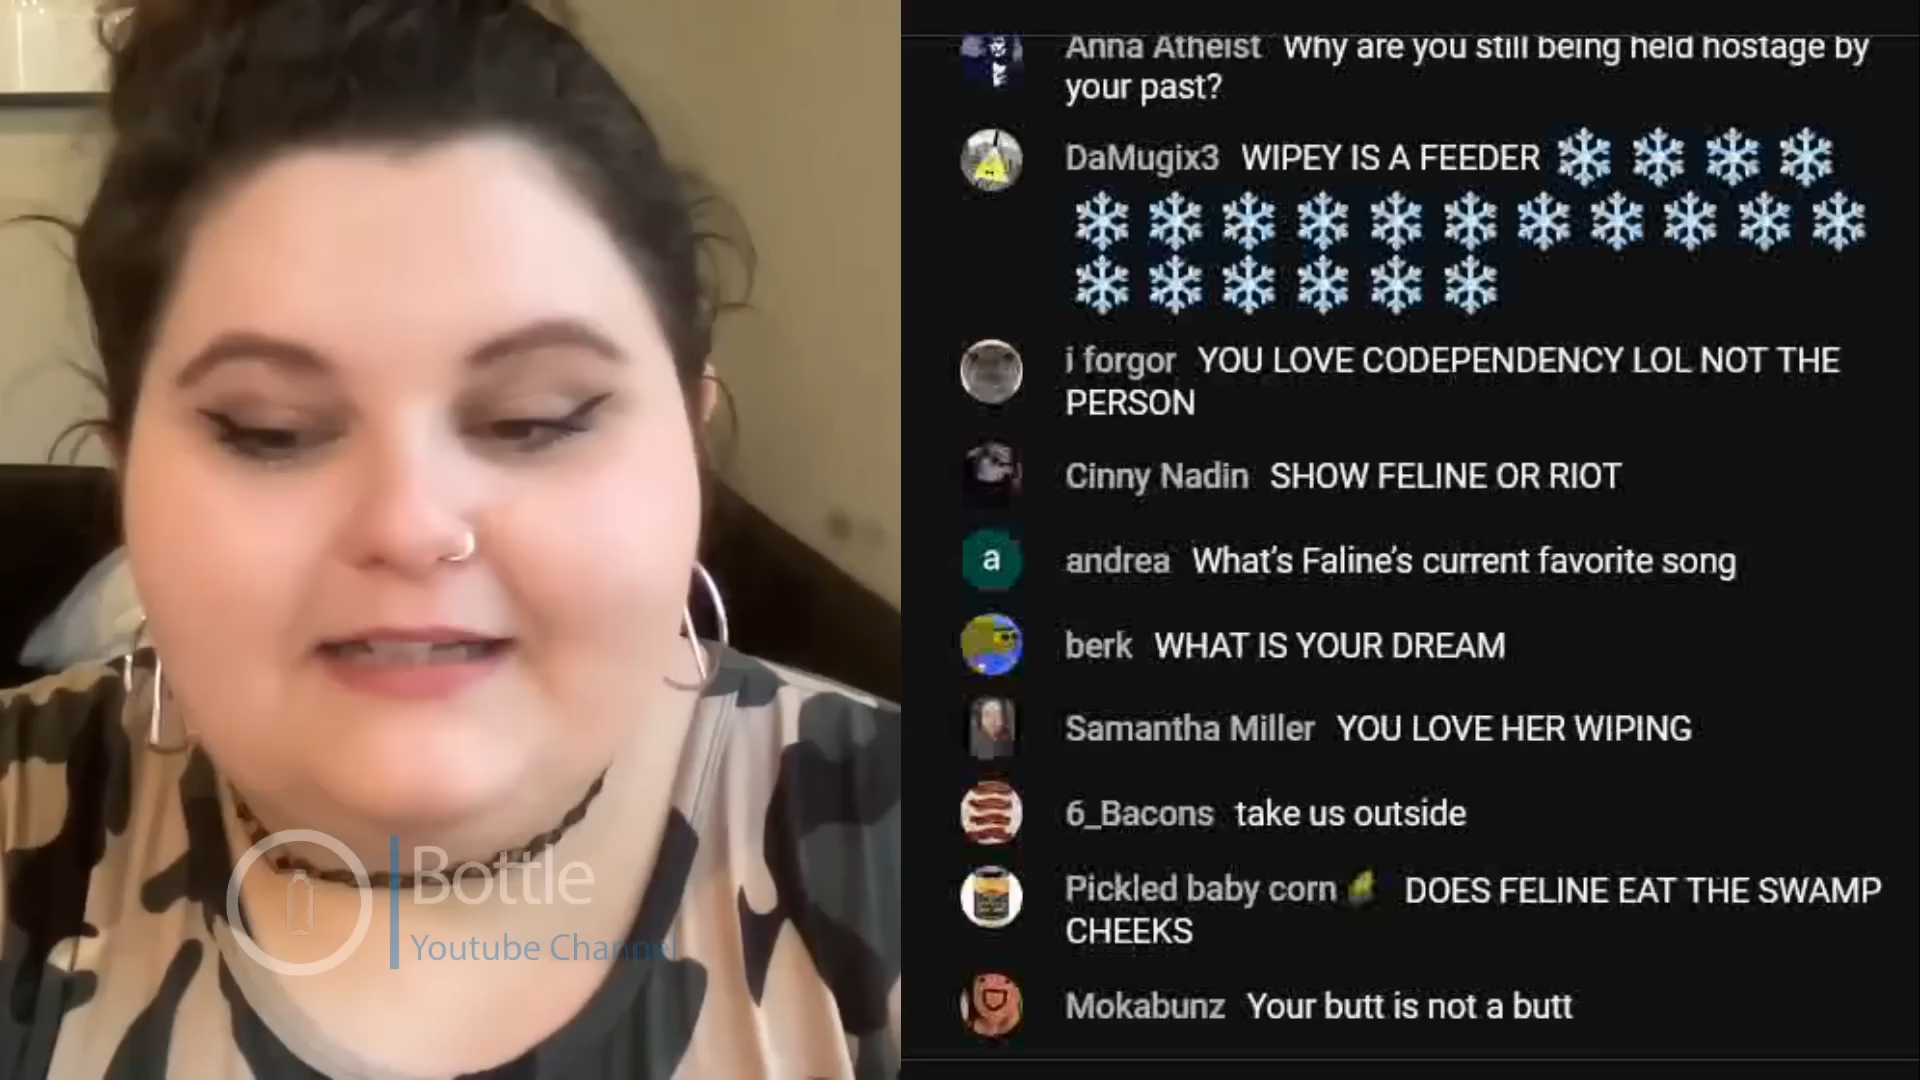 Anna Atheist Why are you still being held hostage by
your past?
DaMugix3 WIPEY IS A FEEDER ❄️ ❄️ ❄️ ❄️
❄️ ❄️ ❄️ ❄️ ❄️ ❄️ ❄️ ❄️ ❄️ ❄️ ❄️
❄️ ❄️ ❄️ ❄️ ❄️ ❄️
i forgor YOU LOVE CODEPENDENCY LOL NOT THE
PERSON
Cinny Nadin SHOW FELINE OR RIOT
a andrea What's Faline's current favorite song
berk WHAT IS YOUR DREAM
Samantha Miller YOU LOVE HER WIPING
6_Bacons take us outside
Pickled baby corn DOES FELINE EAT THE SWAMP
CHEEKS
Mokabunz Your butt is not a butt
Bottle
Youtube Channel